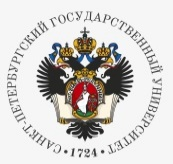 САНКТ-ПЕТЕРБУРГСКИЙ ГОСУДАРСТВЕННЫЙ УНИВЕРСИТЕТ
• 1724 •